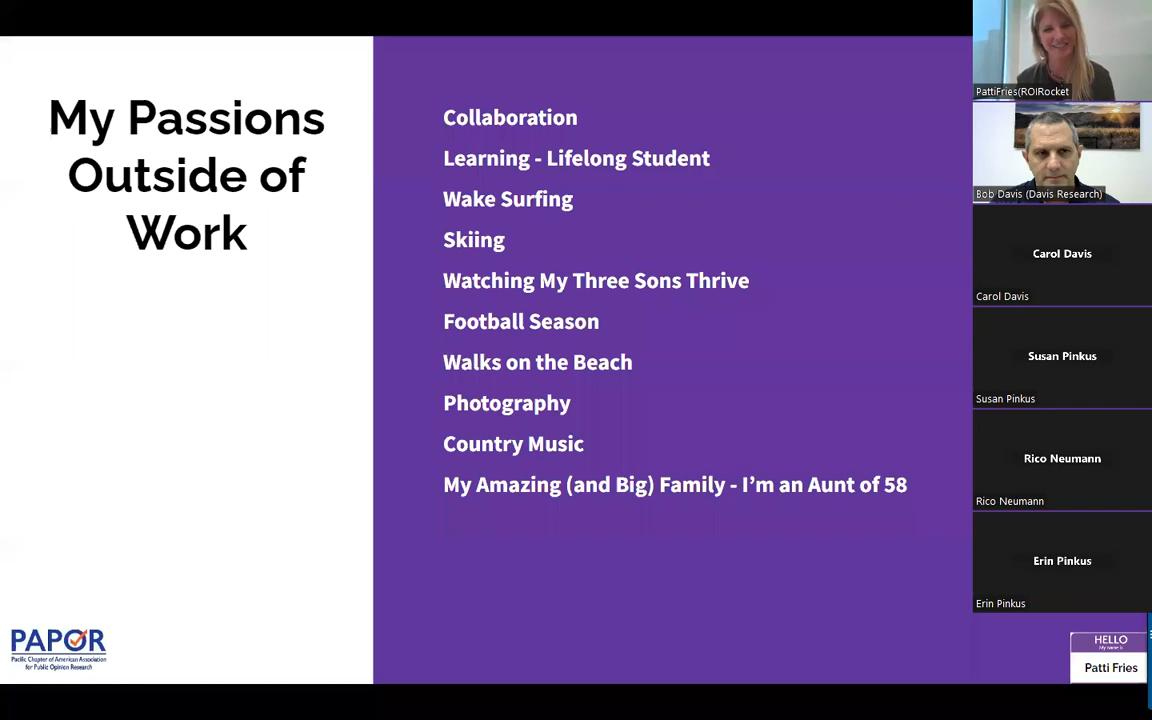 My Passions
Outside of
Work
Collaboration
Learning - Lifelong Student
Wake Surfing
Skiing
Watching My Three Sons Thrive
Football Season
Walks on the Beach
Photography
Country Music
My Amazing (and Big) Family - I’m an Aunt of 58
PAPOR
Pacific Chapter of American Association
for Public Opinion Research
PattiFries(ROIRocket
Bob Davis (Davis Research)
Carol Davis
Carol Davis
Susan Pinkus
Susan Pinkus
Rico Neumann
Rico Neumann
Erin Pinkus
Erin Pinkus
HELLO
My name is
Patti Fries